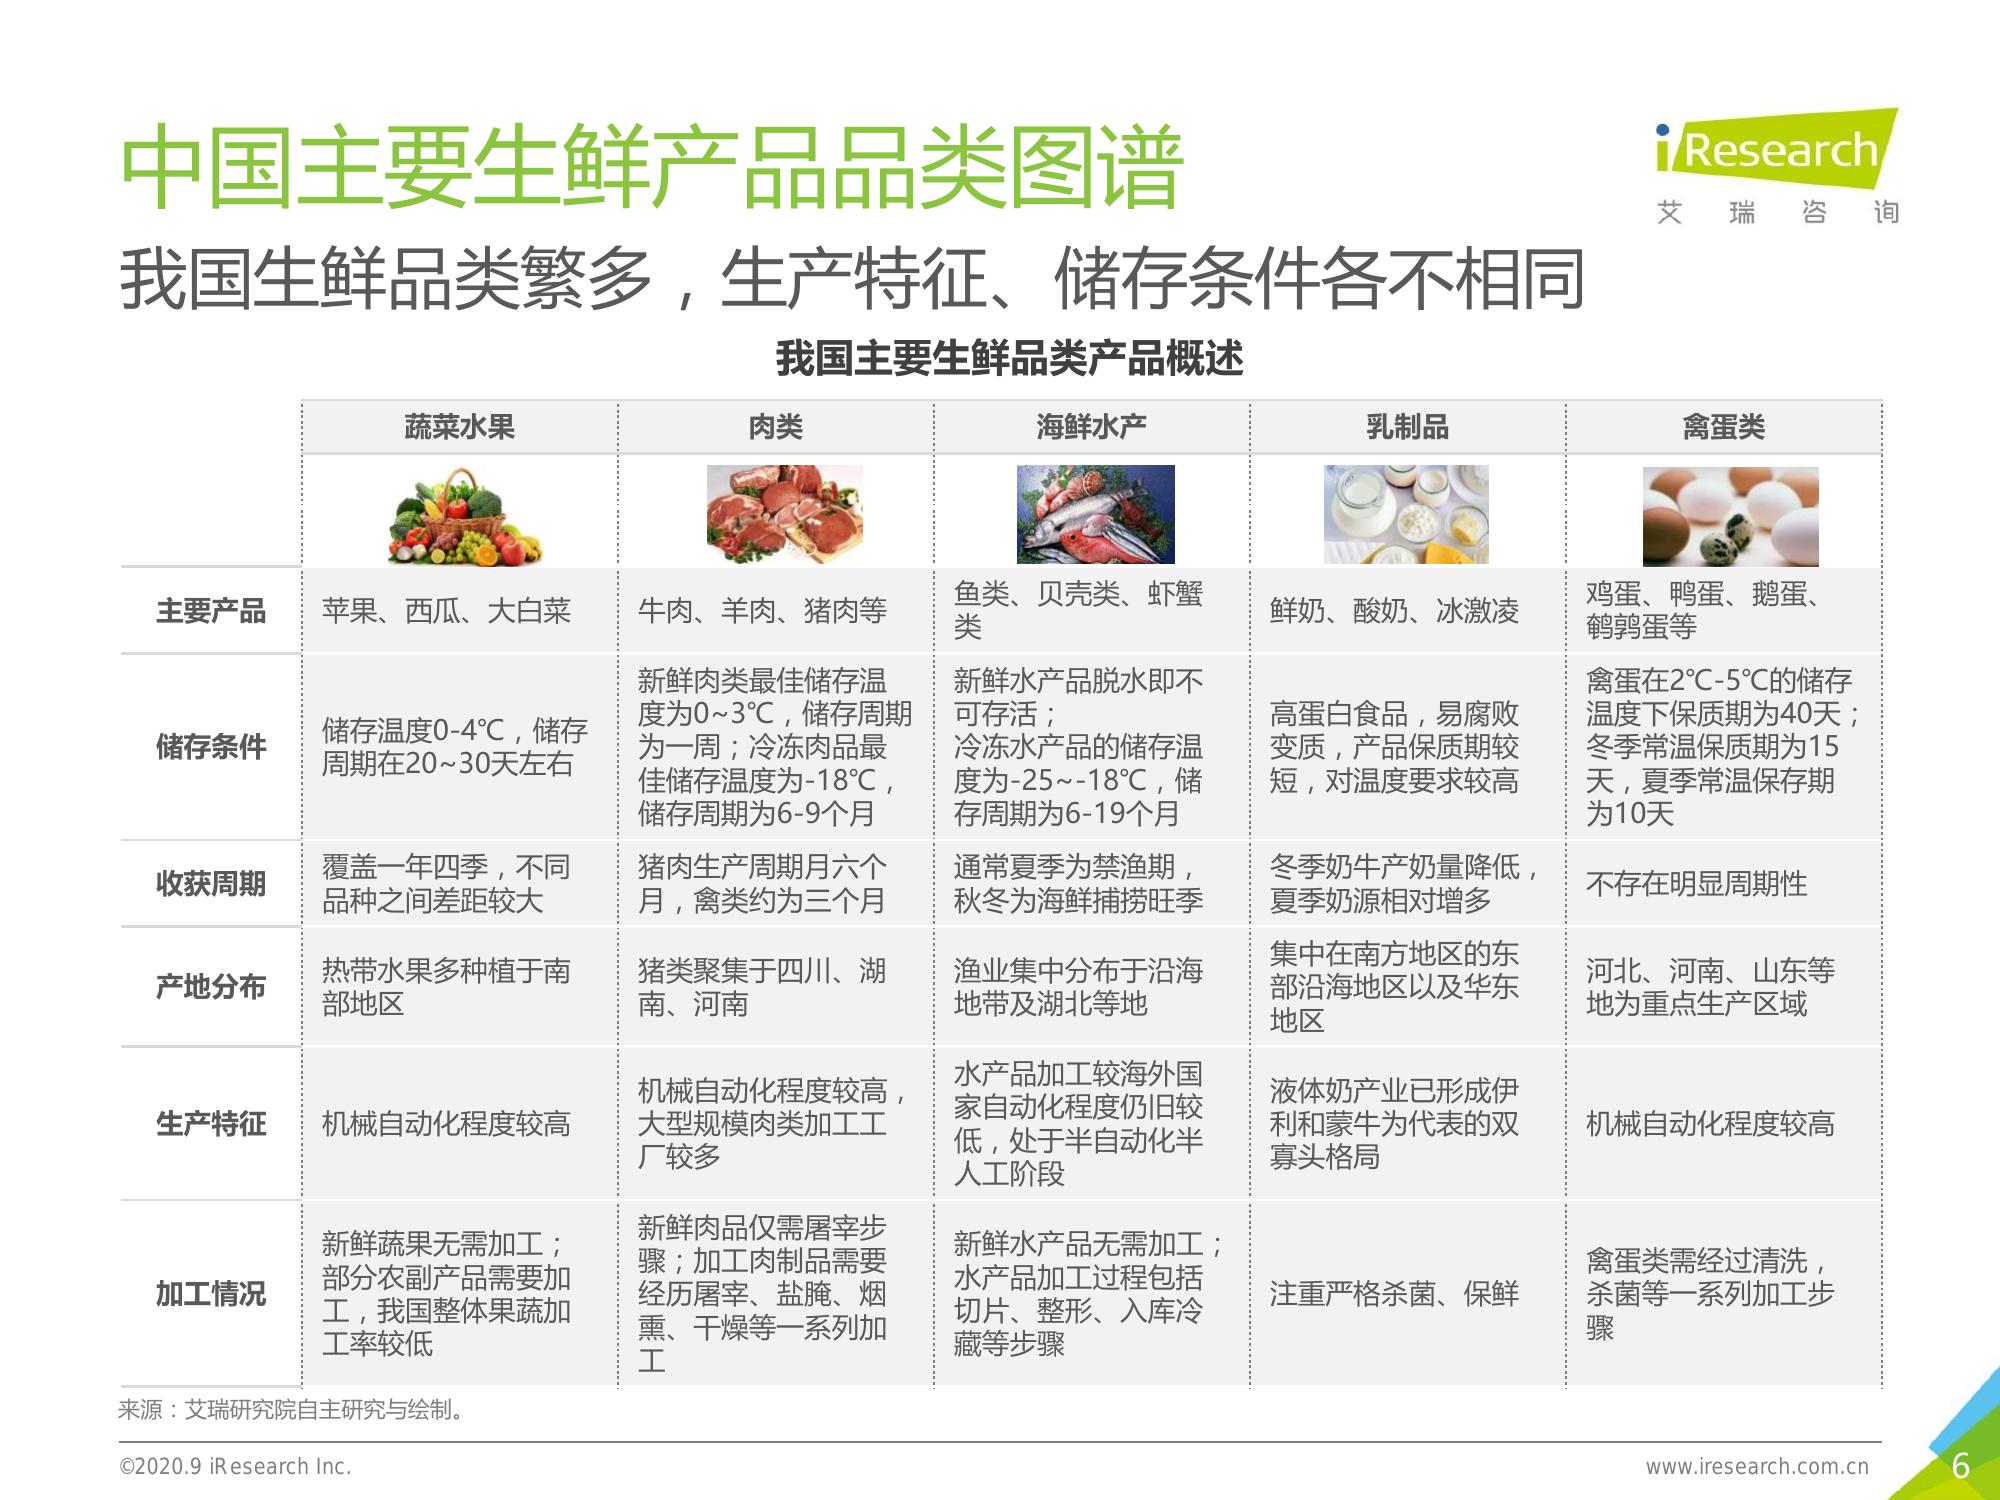 中国主要生鲜产品品类图谱
iResearch
艾瑞咨询
我国生鲜品类繁多，生产特征、储存条件各不相同
我国主要生鲜品类产品概述
蔬菜水果
肉类
海鲜水产
乳制品
禽蛋类
主要产品
苹果、西瓜、大白菜
牛肉、羊肉、猪肉等
鱼类、贝壳类、虾蟹
类
鲜奶、酸奶、冰激凌
鸡蛋、鸭蛋、鹅蛋、
鹌鹑蛋等
储存条件
储存温度0-4℃，储存
周期在20~30天左右
新鲜肉类最佳储存温
度为0~3℃，储存周期
为一周；冷冻肉品最
佳储存温度为-18℃，
储存周期为6-9个月
新鲜水产品脱水即不
可存活；
冷冻水产品的储存温
度为-25~-18℃，储
存周期为6-19个月
高蛋白食品，易腐败
变质，产品保质期较
短，对温度要求较高
禽蛋在2℃-5℃的储存
温度下保质期为40天；
冬季常温保质期为15
天，夏季常温保存期
为10天
收获周期
覆盖一年四季，不同
品种之间差距较大
猪肉生产周期月六个
月，禽类约为三个月
通常夏季为禁渔期，
秋冬为海鲜捕捞旺季
冬季奶牛产奶量降低，
夏季奶源相对增多
不存在明显周期性
产地分布
热带水果多种植于南
部地区
猪类聚集于四川、湖
南、河南
渔业集中分布于沿海
地带及湖北等地
集中在南方地区的东
部沿海地区以及华东
地区
河北、河南、山东等
地为重点生产区域
生产特征
机械自动化程度较高
机械自动化程度较高，
大型规模肉类加工工
厂较多
水产品加工较海外国
家自动化程度仍旧较
低，处于半自动化半
人工阶段
液体奶产业已形成伊
利和蒙牛为代表的双
寡头格局
机械自动化程度较高
加工情况
新鲜蔬果无需加工；
部分农副产品需要加
工，我国整体果蔬加
工率较低
新鲜肉品仅需屠宰步
骤；加工肉制品需要
经历屠宰、盐腌、烟
熏、干燥等一系列加
工
新鲜水产品无需加工；
水产品加工过程包括
切片、整形、入库冷
藏等步骤
注重严格杀菌、保鲜
禽蛋类需经过清洗，
杀菌等一系列加工步
骤
来源：艾瑞研究院自主研究与绘制。
©2020.9 iResearch Inc.
www.iresearch.com.cn
6